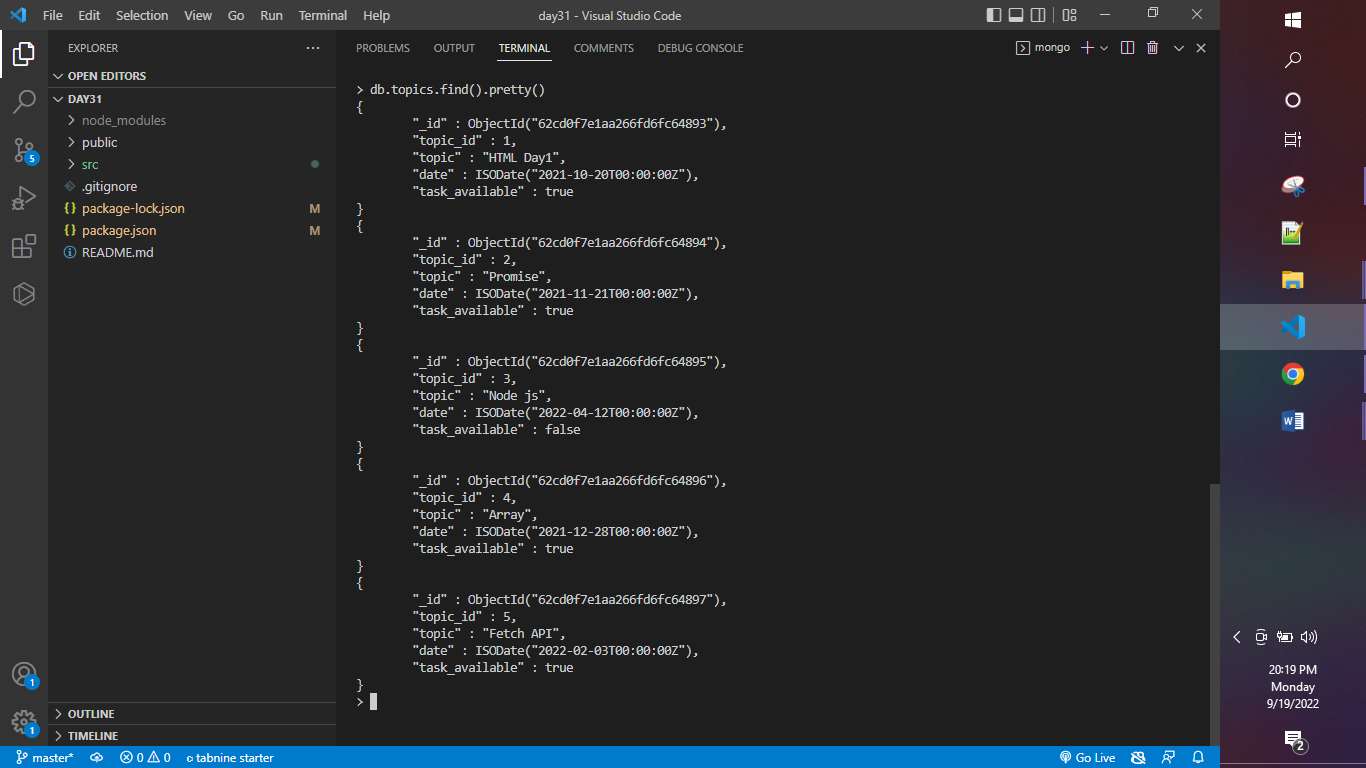 File Edit Selection View Go Run Terminal Help
day31 - Visual Studio Code
EXPLORER
OPEN EDITORS
DAY31
node_modules
public
src
.gitignore
package-lock.json M
package.json M
README.md
OUTLINE
TIMELINE
5
1
1
PROBLEMS OUTPUT TERMINAL COMMENTS DEBUG CONSOLE
mongo
> db.topics.find().pretty()
{
"_id" : ObjectId("62cd0f7e1aa266fd6fc64893"),
"topic_id" : 1,
"topic" : "HTML Day1",
"date" : ISODate("2021-10-20T00:00:00Z"),
"task_available" : true
}
{
"_id" : ObjectId("62cd0f7e1aa266fd6fc64894"),
"topic_id" : 2,
"topic" : "Promise",
"date" : ISODate("2021-11-21T00:00:00Z"),
"task_available" : true
}
{
"_id" : ObjectId("62cd0f7e1aa266fd6fc64895"),
"topic_id" : 3,
"topic" : "Node js",
"date" : ISODate("2022-04-12T00:00:00Z"),
"task_available" : false
}
{
"_id" : ObjectId("62cd0f7e1aa266fd6fc64896"),
"topic_id" : 4,
"topic" : "Array",
"date" : ISODate("2021-12-28T00:00:00Z"),
"task_available" : true
}
{
"_id" : ObjectId("62cd0f7e1aa266fd6fc64897"),
"topic_id" : 5,
"topic" : "Fetch API",
"date" : ISODate("2022-02-03T00:00:00Z"),
"task_available" : true
}
>
master* 0 0 tabnine starter
Go Live
20:19 PM
Monday
9/19/2022
2